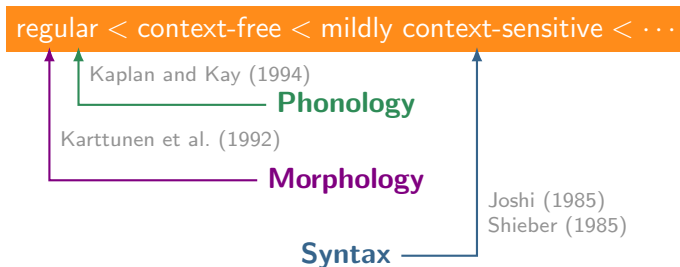 regular < context-free < mildly context-sensitive < ···
Kaplan and Kay (1994)
Phonology
Karttunen et al. (1992)
Morphology
Joshi (1985)
Shieber (1985)
Syntax